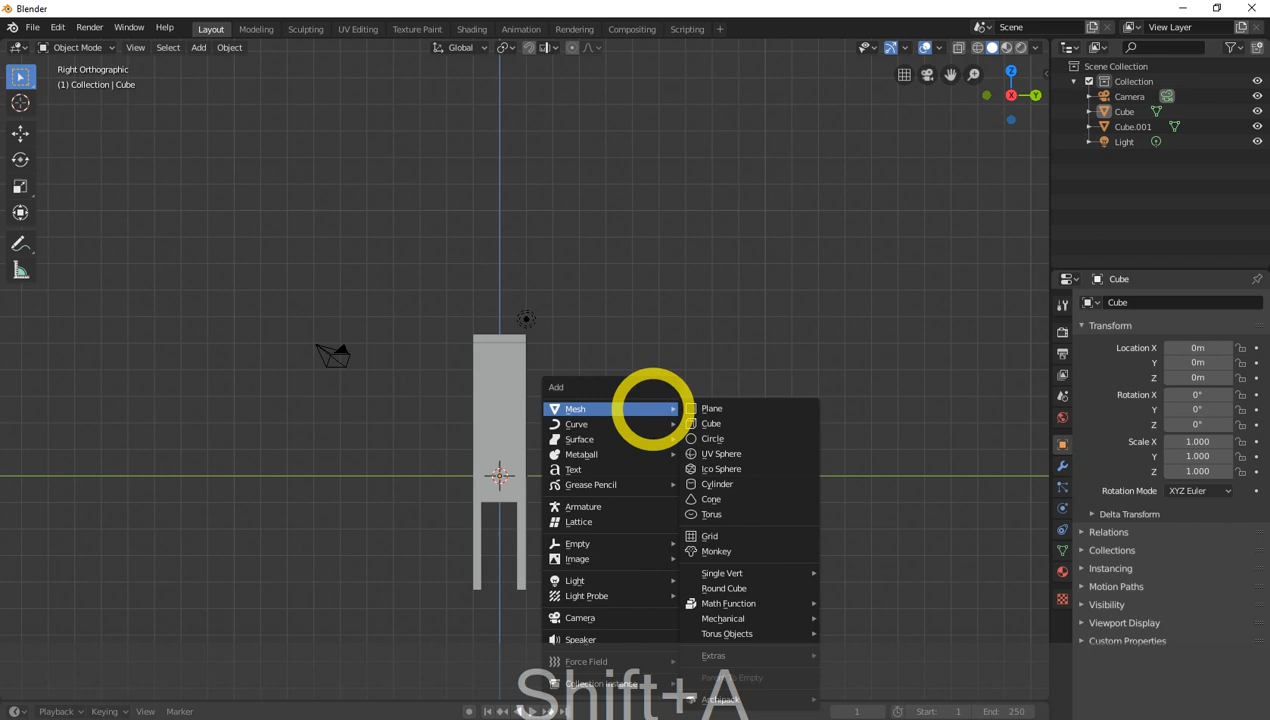 Blender
File Edit Render Window Help
Layout Modeling Sculpting UV Editing Texture Paint Shading Animation Rendering Compositing Scripting +
Scene
View Layer
Object Mode View Select Add Object
Global
Right Orthographic
(1) Collection | Cube
Z
X
Y
Scene Collection
Collection
Camera
Cube
Cube.001
Light
Add
Mesh
Curve
Surface
Metaball
Text
Grease Pencil
Armature
Lattice
Empty
Image
Light
Light Probe
Camera
Speaker
Force Field
Collection Instance
Plane
Cube
Circle
UV Sphere
Ico Sphere
Cylinder
Cone
Torus
Grid
Monkey
Single Vert
Round Cube
Math Function
Mechanical
Torus Objects
Extras
Parent To Empty
Archipack
Shift+A
Cube
Cube
Transform
Location X 0m
Y 0m
Z 0m
Rotation X 0°
Y 0°
Z 0°
Scale X 1.000
Y 1.000
Z 1.000
Rotation Mode XYZ Euler
Delta Transform
Relations
Collections
Instancing
Motion Paths
Visibility
Viewport Display
Custom Properties
Playback Keying View Marker
1 Start: 1 End: 250